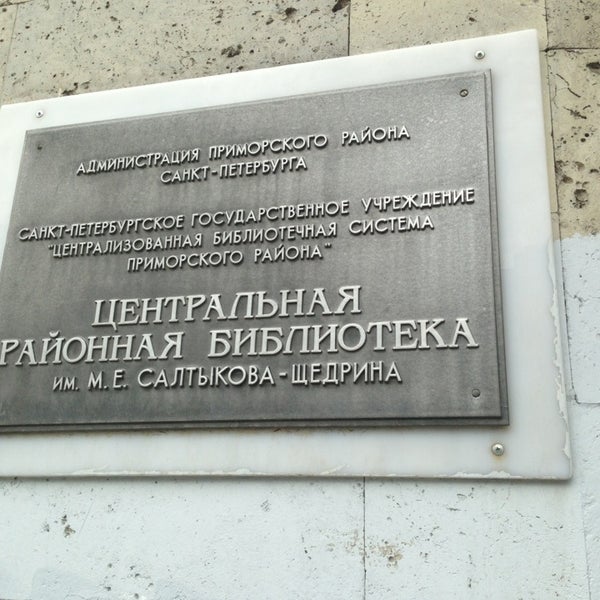 АДМИНИСТРАЦИЯ ПРИМОРСКОГО РАЙОНА
САНКТ-ПЕТЕРБУРГА
САНКТ-ПЕТЕРБУРГСКОЕ ГОСУДАРСТВЕННОЕ УЧРЕЖДЕНИЕ
"ЦЕНТРАЛИЗОВАННАЯ БИБЛИОТЕЧНАЯ СИСТЕМА
ПРИМОРСКОГО РАЙОНА"
ЦЕНТРАЛЬНАЯ
РАЙОННАЯ БИБЛИОТЕКА
ИМ. М. Е. САЛТЫКОВА-ЩЕДРИНА